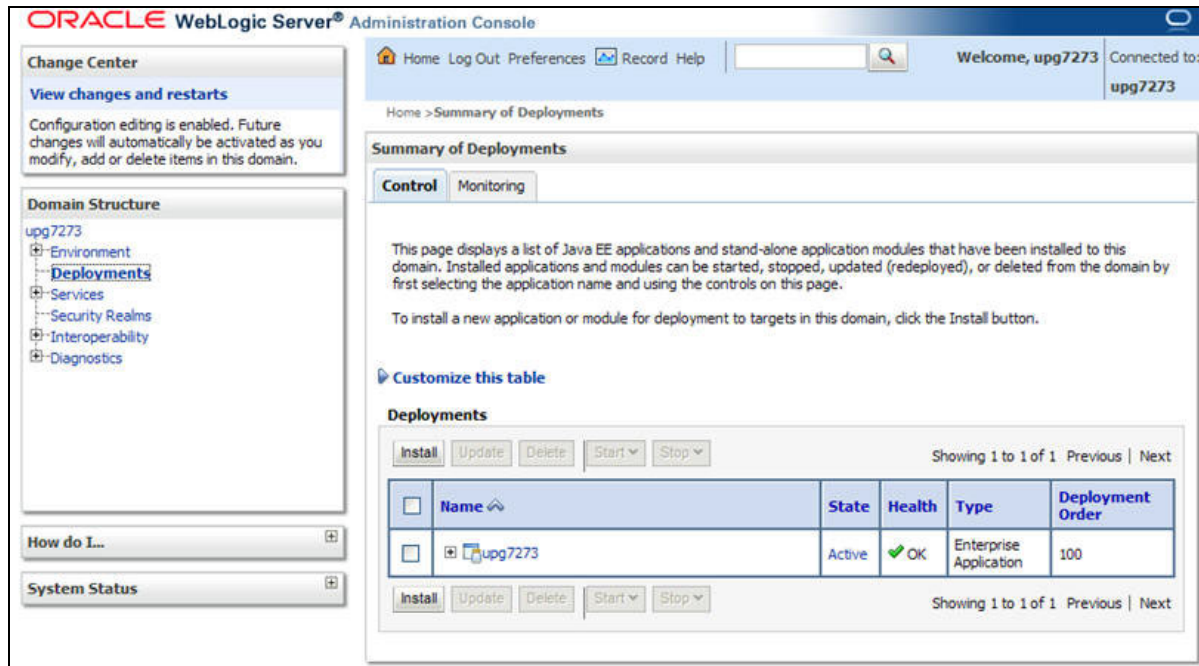 ORACLE WebLogic Server® Administration Console
Change Center
View changes and restarts
Configuration editing is enabled. Future
changes will automatically be activated as you
modify, add or delete items in this domain.
Domain Structure
upg7273
Environment
Deployments
Services
Security Realms
Interoperability
Diagnostics
How do I...
System Status
Home Log Out Preferences Record Help
Welcome, upg7273
Connected to:
upg7273
Home >Summary of Deployments
Summary of Deployments
Control Monitoring
This page displays a list of Java EE applications and stand-alone application modules that have been installed to this
domain. Installed applications and modules can be started, stopped, updated (redeployed), or deleted from the domain by
first selecting the application name and using the controls on this page.
To install a new application or module for deployment to targets in this domain, click the Install button.
Customize this table
Deployments
Install Update Delete Start Stop Showing 1 to 1 of 1 Previous | Next
Name State Health Type Deployment
Order
upg7273 Active OK Enterprise
Application 100
Install Update Delete Start Stop Showing 1 to 1 of 1 Previous | Next